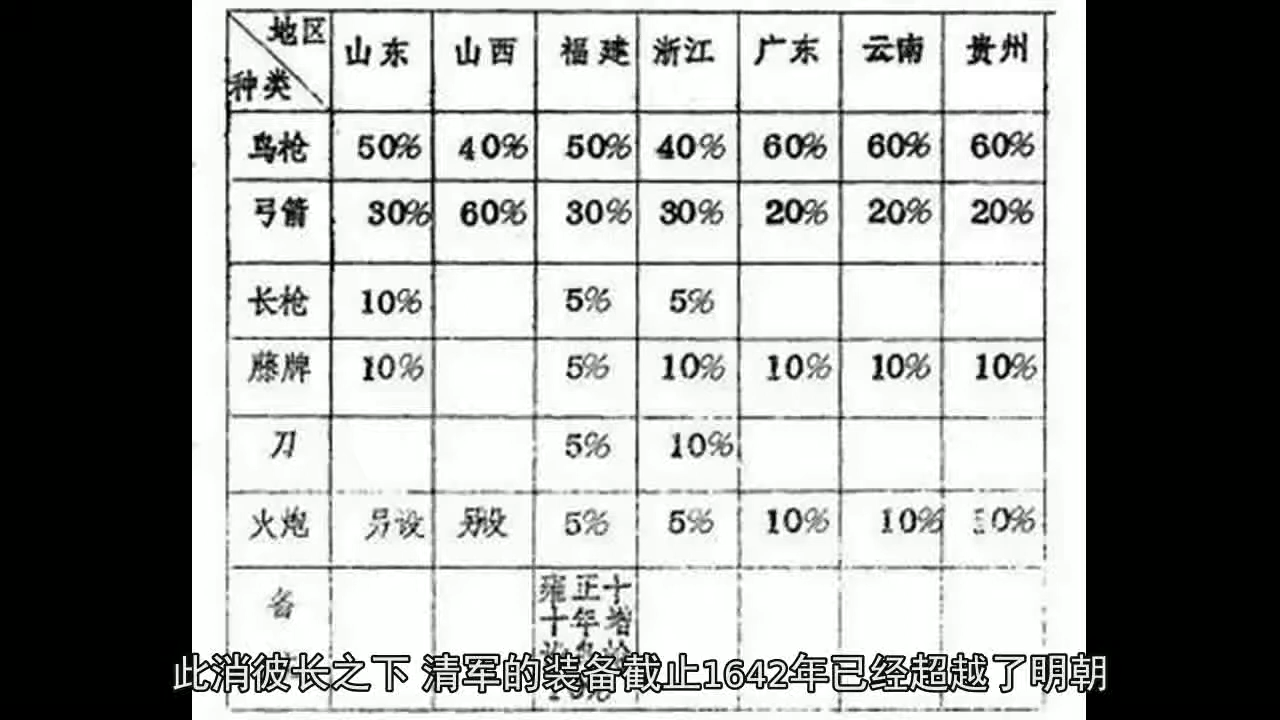 地区 山东 山西 福建 浙江 广东 云南 贵州
种类
鸟枪 50% 40% 50% 40% 60% 60% 60%
弓箭 30% 60% 30% 30% 20% 20% 20%
长枪 10% 5% 5%
藤牌 10% 5% 10% 10% 10% 10%
刀 5% 10%
火炮 另设 另设 5% 5% 10% 10% 10%
备 雍正十
十年增
此消彼长之下 清军的装备截止1642年已经超越了明朝